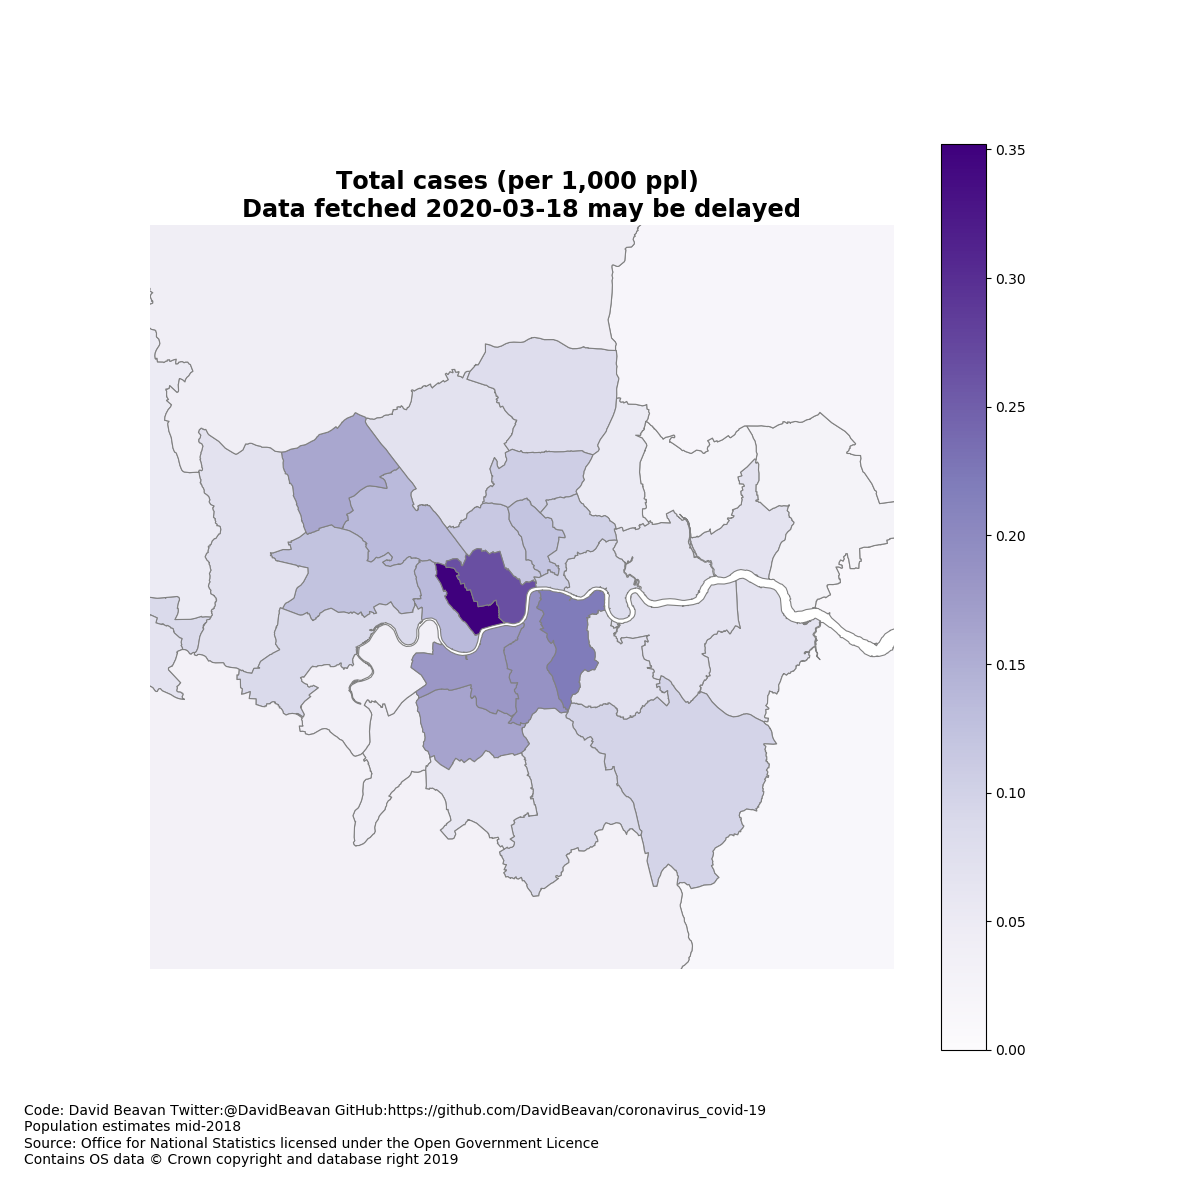 Total cases (per 1,000 ppl)
Data fetched 2020-03-18 may be delayed
0.35
0.30
0.25
0.20
0.15
0.10
0.05
0.00
Code: David Beavan Twitter:@DavidBeavan GitHub:https://github.com/DavidBeavan/coronavirus_covid-19
Population estimates mid-2018
Source: Office for National Statistics licensed under the Open Government Licence
Contains OS data © Crown copyright and database right 2019